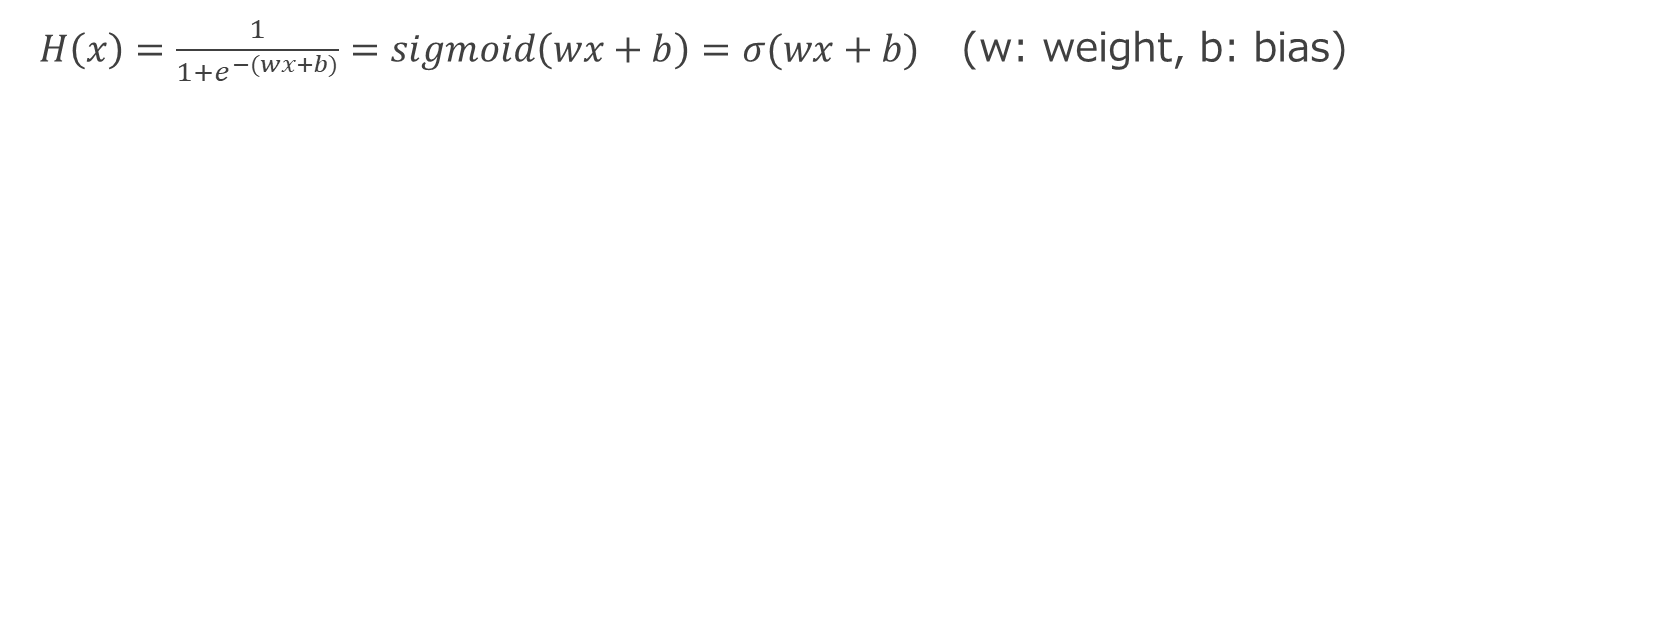 H(x) = 1/(1+e^−(wx+b)) = sigmoid(wx + b) = σ(wx + b) (w: weight, b: bias)